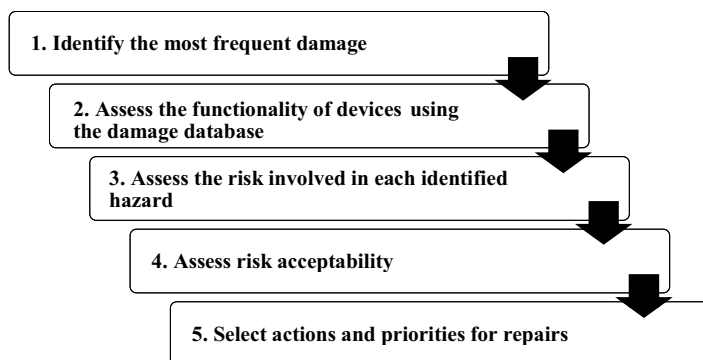 1. Identify the most frequent damage
2. Assess the functionality of devices using
the damage database
3. Assess the risk involved in each identified
hazard
4. Assess risk acceptability
5. Select actions and priorities for repairs